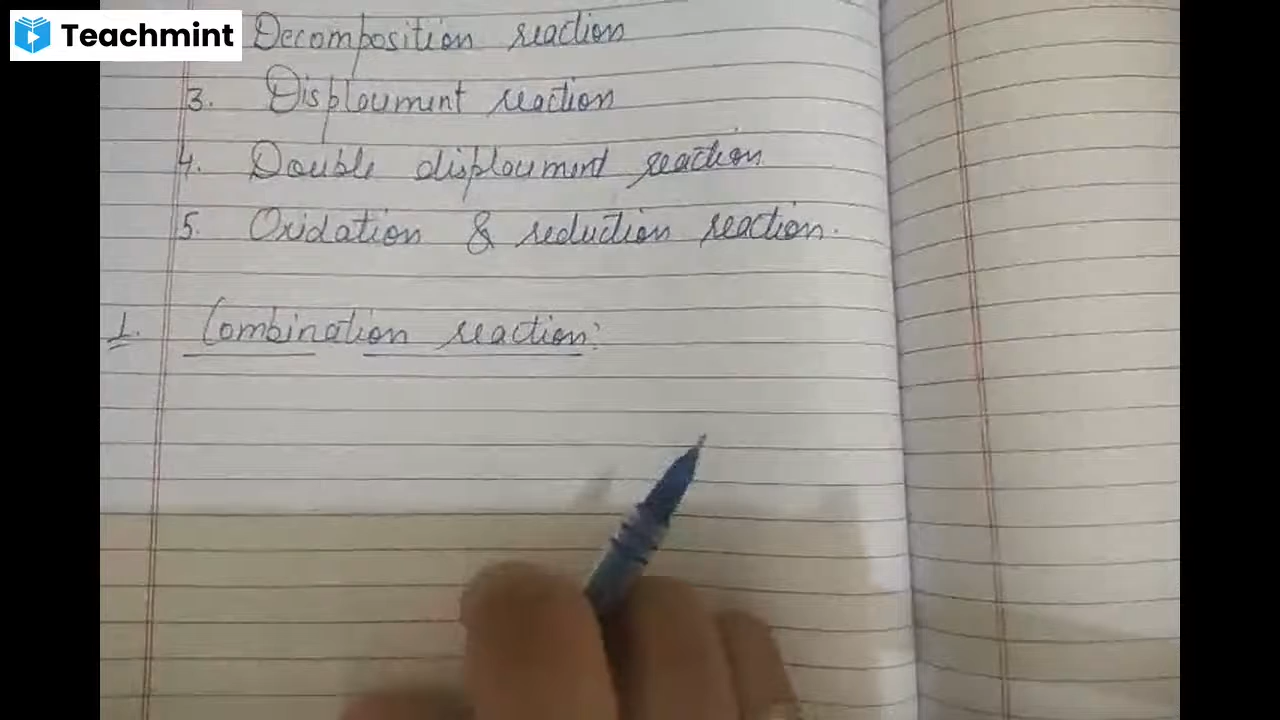 Teachmint
Decomposition reaction
3. Displacement reaction
4. Double displacement reaction
5. Oxidation & reduction reaction.
1. Combination reaction: